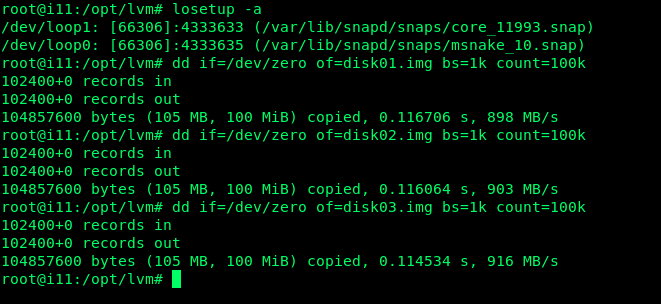 root@i11:/opt/lvm# losetup -a
/dev/loop1: [66306]:4333633 (/var/lib/snapd/snaps/core_11993.snap)
/dev/loop0: [66306]:4333635 (/var/lib/snapd/snaps/msnake_10.snap)
root@i11:/opt/lvm# dd if=/dev/zero of=disk01.img bs=1k count=100k
102400+0 records in
102400+0 records out
104857600 bytes (105 MB, 100 MiB) copied, 0.116706 s, 898 MB/s
root@i11:/opt/lvm# dd if=/dev/zero of=disk02.img bs=1k count=100k
102400+0 records in
102400+0 records out
104857600 bytes (105 MB, 100 MiB) copied, 0.116064 s, 903 MB/s
root@i11:/opt/lvm# dd if=/dev/zero of=disk03.img bs=1k count=100k
102400+0 records in
102400+0 records out
104857600 bytes (105 MB, 100 MiB) copied, 0.114534 s, 916 MB/s
root@i11:/opt/lvm#